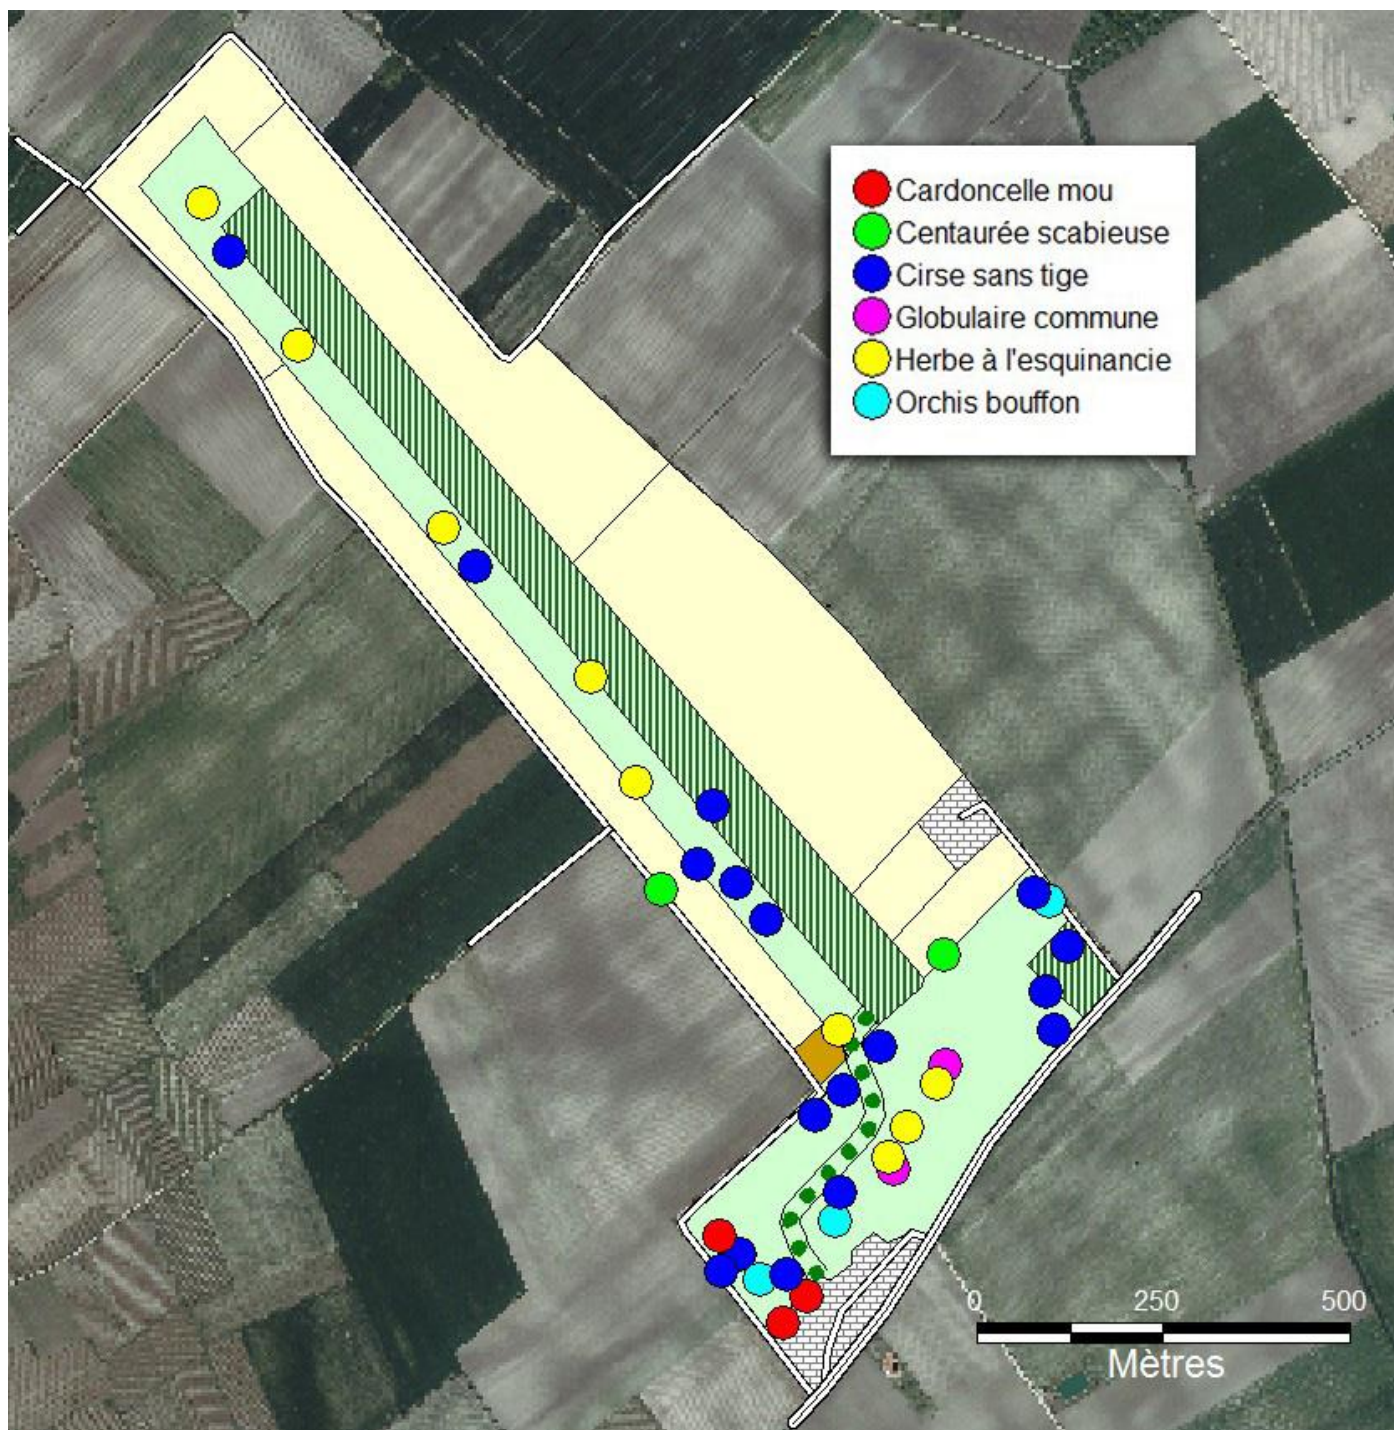 Cardoncelle mou
Centaurée scabieuse
Cirse sans tige
Globulaire commune
Herbe à l'esquinancie
Orchis bouffon
0 250 500
Mètres